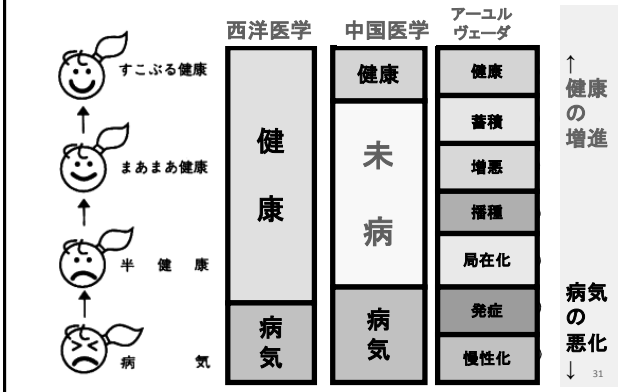 西洋医学
中国医学
アーユル
ヴェーダ
すこぶる健康
まあまあ健康
半 健 康
病 気
健
康
病
気
健康
未
病
病
気
健康
蓄積
増悪
播種
局在化
発症
慢性化
↑
健康
の
増進
病気
の
悪化
↓
31